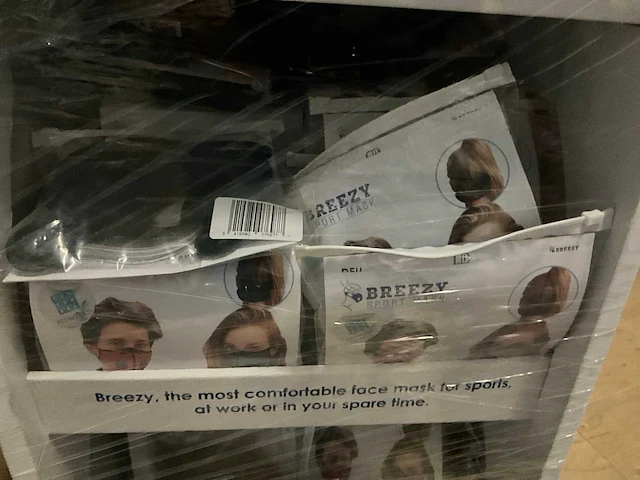 BREEZY
SPORT MASK
BREEZY
BREEZY
SPORT MASK
Breezy, the most comfortable face mask for sports,
at work or in your spare time.